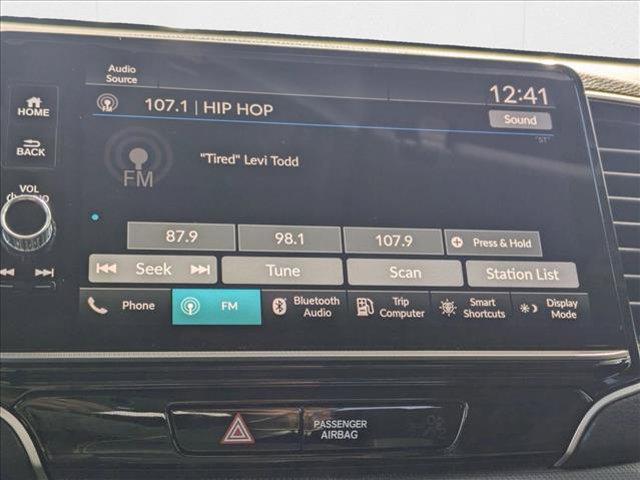 Audio
Source
12:41
HOME
FM
107.1 | HIP HOP
Sound
"ST"
BACK
"Tired" Levi Todd
FM
VOL
87.9
98.1
107.9
Press & Hold
Seek
Tune
Scan
Station List
Phone
FM
Bluetooth
Audio
Trip
Computer
Smart
Shortcuts
Display
Mode
PASSENGER
AIRBAG